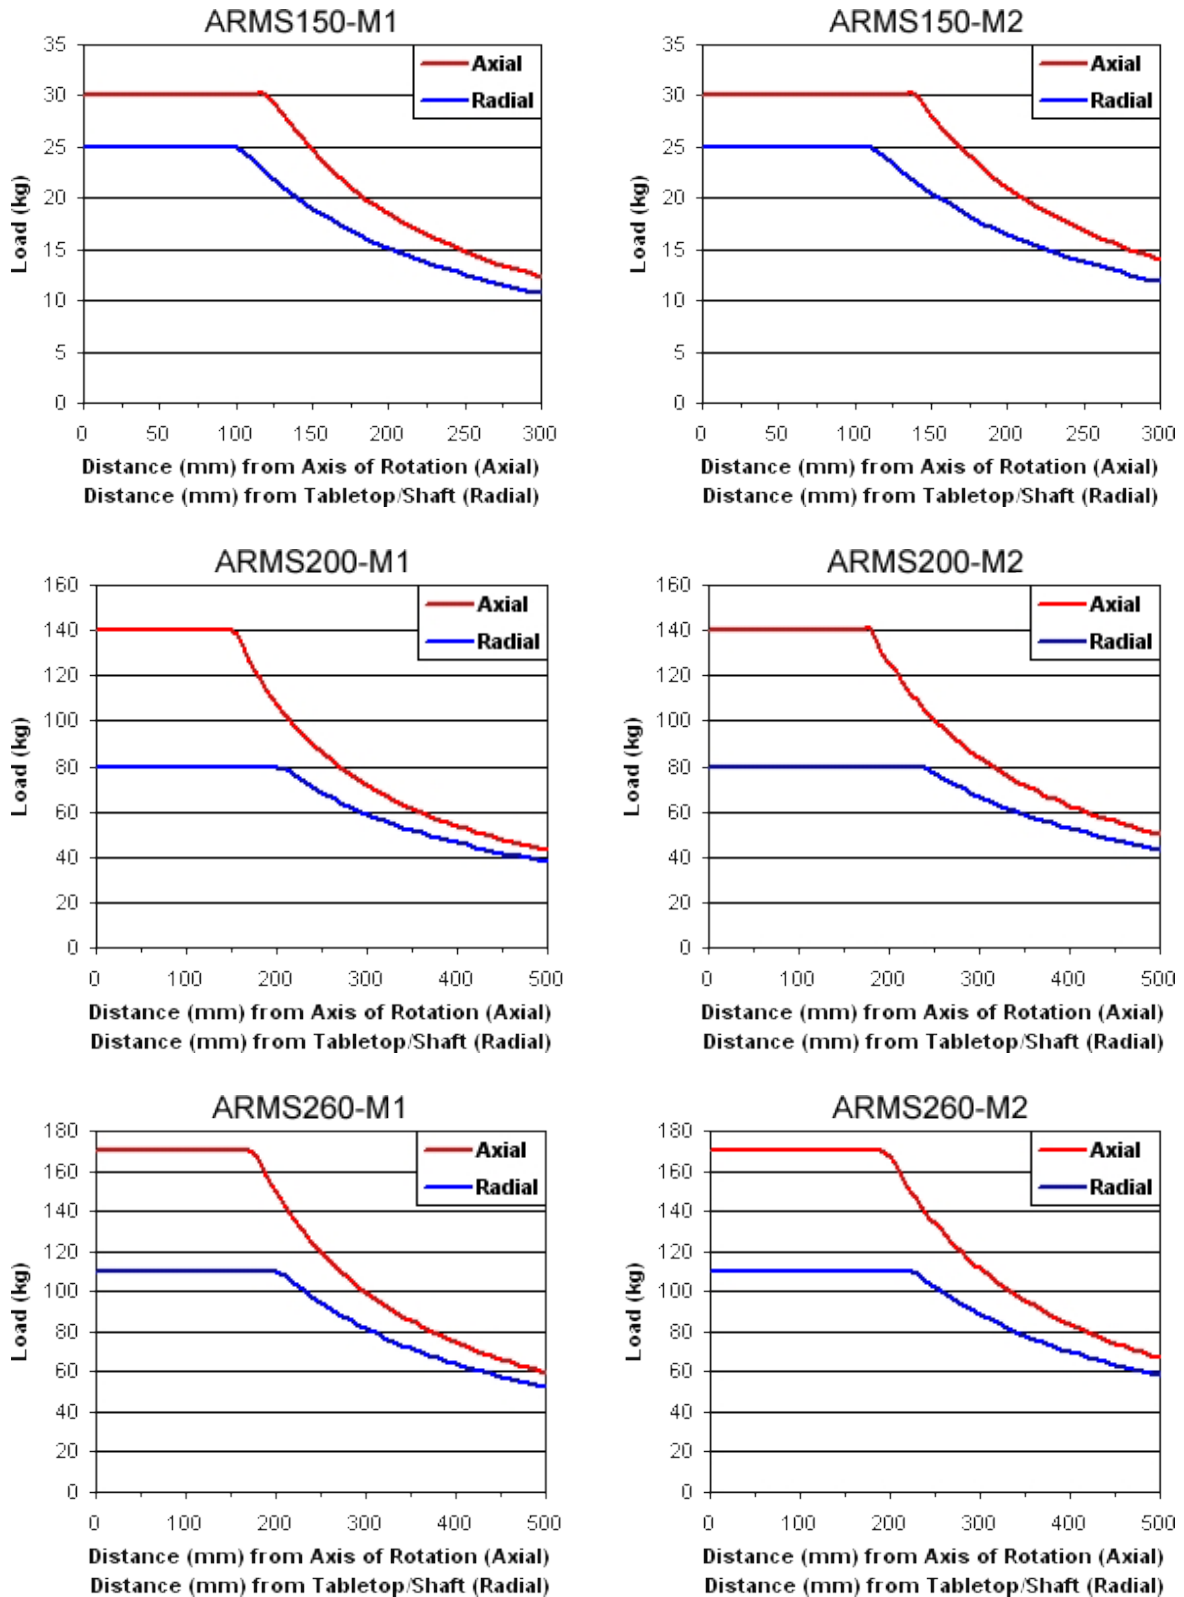 ARMS150-M1
35
30
25
20
15
10
5
0
Load (kg)
Axial
Radial
0 50 100 150 200 250 300
Distance (mm) from Axis of Rotation (Axial)
Distance (mm) from Tabletop/Shaft (Radial)
ARMS150-M2
35
30
25
20
15
10
5
0
Load (kg)
Axial
Radial
0 50 100 150 200 250 300
Distance (mm) from Axis of Rotation (Axial)
Distance (mm) from Tabletop/Shaft (Radial)
ARMS200-M1
160
140
120
100
80
60
40
20
0
Load (kg)
Axial
Radial
0 100 200 300 400 500
Distance (mm) from Axis of Rotation (Axial)
Distance (mm) from Tabletop/Shaft (Radial)
ARMS200-M2
160
140
120
100
80
60
40
20
0
Load (kg)
Axial
Radial
0 100 200 300 400 500
Distance (mm) from Axis of Rotation (Axial)
Distance (mm) from Tabletop/Shaft (Radial)
ARMS260-M1
180
160
140
120
100
80
60
40
20
0
Load (kg)
Axial
Radial
0 100 200 300 400 500
Distance (mm) from Axis of Rotation (Axial)
Distance (mm) from Tabletop/Shaft (Radial)
ARMS260-M2
180
160
140
120
100
80
60
40
20
0
Load (kg)
Axial
Radial
0 100 200 300 400 500
Distance (mm) from Axis of Rotation (Axial)
Distance (mm) from Tabletop/Shaft (Radial)